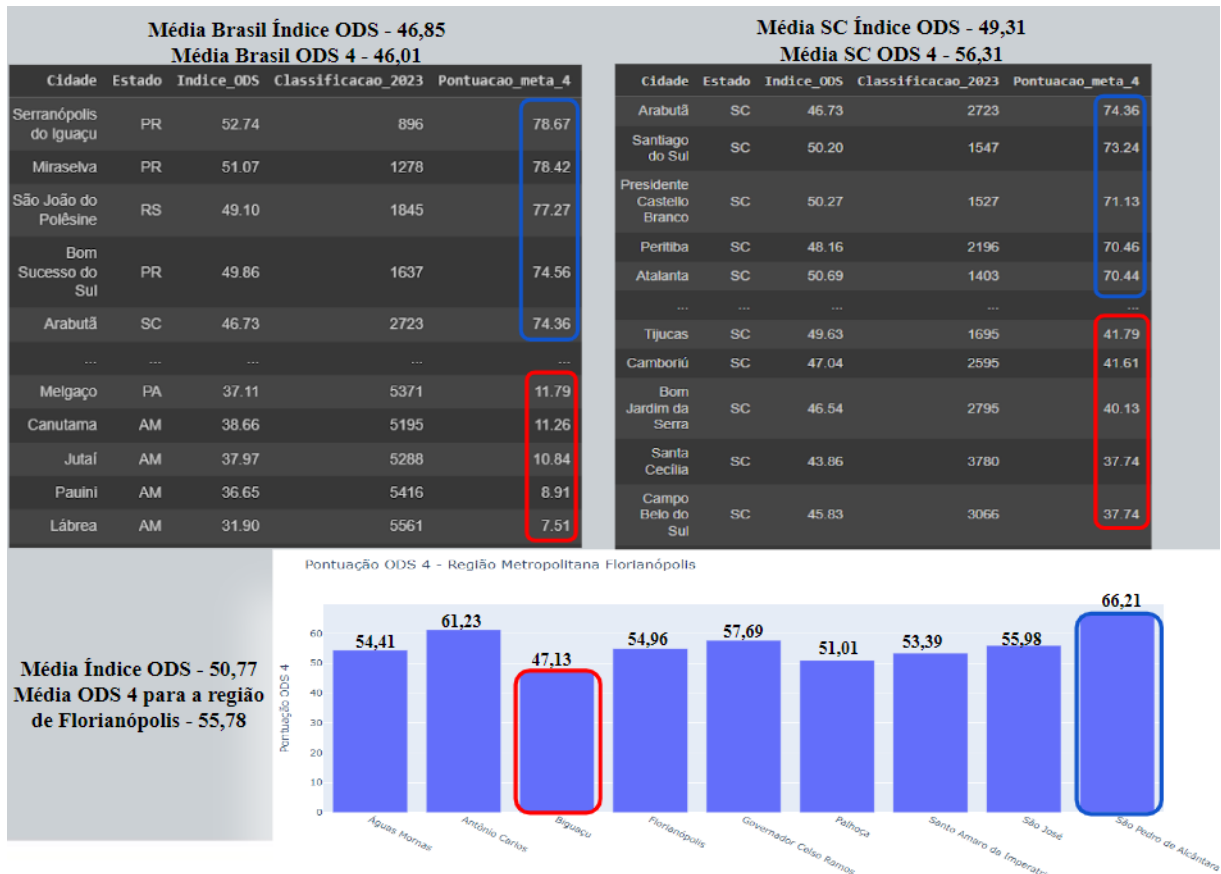 Média Brasil Índice ODS - 46,85
Média Brasil ODS 4 - 46,01
Cidade Estado Indice_ODS Classificacao_2023 Pontuacao_meta_4
Serranópolis
do Iguaçu PR 52.74 896 78.67
Miraselva PR 51.07 1278 78.42
São João do
Polêsine RS 49.10 1845 77.27
Bom
Sucesso do PR 49.86 1637 74.56
Sul
Arabutã SC 46.73 2723 74.36
... ... ... ... ...
Melgaço PA 37.11 5371 11.79
Canutama AM 38.66 5195 11.26
Jutaí AM 37.97 5288 10.84
Pauini AM 36.65 5416 8.91
Lábrea AM 31.90 5561 7.51
Média SC Índice ODS - 49,31
Média SC ODS 4 - 56,31
Cidade Estado Indice_ODS Classificacao_2023 Pontuacao_meta_4
Arabutã SC 46.73 2723 74.36
Santiago
do Sul SC 50.20 1547 73.24
Presidente
Castello SC 50.27 1527 71.13
Branco
Peritiba SC 48.16 2196 70.46
Atalanta SC 50.69 1403 70.44
... ... ... ... ...
Tijucas SC 49.63 1695 41.79
Camboriú SC 47.04 2595 41.61
Bom
Jardim da SC 46.54 2795 40.13
Serra
Santa
Cecília SC 43.86 3780 37.74
Campo
Belo do SC 45.83 3066 37.74
Sul
Média Índice ODS - 50,77
Média ODS 4 para a região
de Florianópolis - 55,78
Pontuação ODS 4 - Região Metropolitana Florianópolis
Pontuação ODS 4
60
50
40
30
20
10
0
54,41
61,23
47,13
54,96
57,69
51,01
53,39
55,98
66,21
Águas Mornas
Antônio Carlos
Biguaçu
Florianópolis
Governador Celso Ramos
Palhoça
Santo Amaro da Imperatri
São José
São Pedro de Alcântara